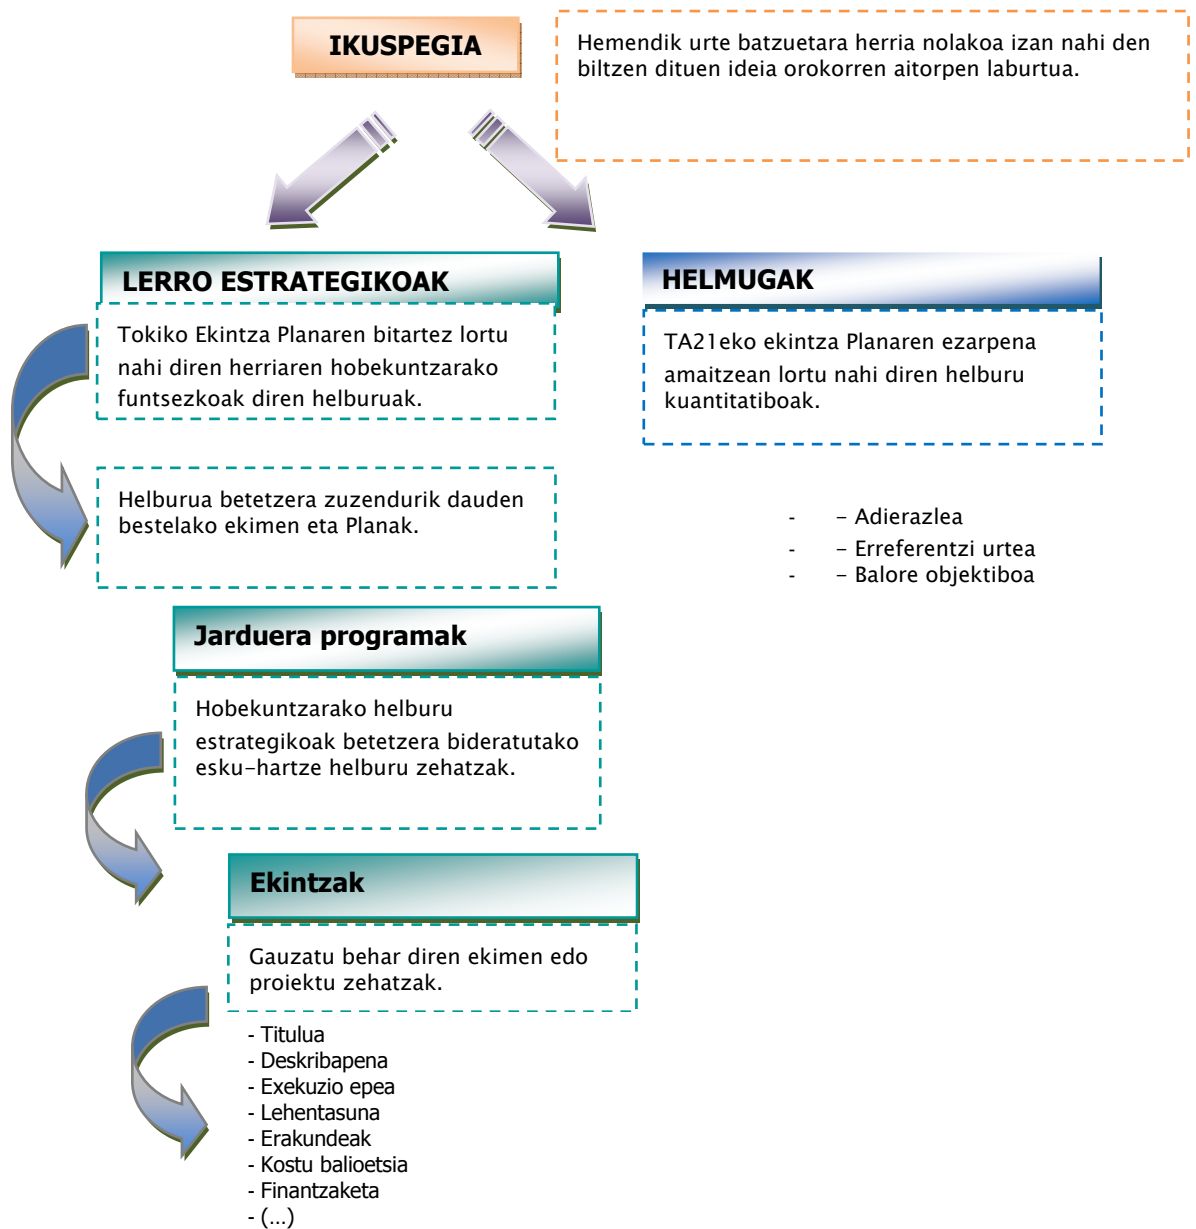 IKUSPEGIA
Hemendik urte batzuetara herria nolakoa izan nahi den
biltzen dituen ideia orokorren aitorpen laburtua.
LERRO ESTRATEGIKOAK
Tokiko Ekintza Planaren bitartez lortu
nahi diren herriaren hobekuntzarako
funtsezkoak diren helburuak.
Helburua betetzera zuzendurik dauden
bestelako ekimen eta Planak.
HELMUGAK
TA21eko ekintza Planaren ezarpena
amaitzean lortu nahi diren helburu
kuantitatiboak.
- – Adierazlea
- – Erreferentzi urtea
- – Balore objektiboa
Jarduera programak
Hobekuntzarako helburu
estrategikoak betetzera bideratutako
esku-hartze helburu zehatzak.
Ekintzak
Gauzatu behar diren ekimen edo
proiektu zehatzak.
- Titulua
- Deskribapena
- Exekuzio epea
- Lehentasuna
- Erakundeak
- Kostu balioetsia
- Finantzaketa
- (...)